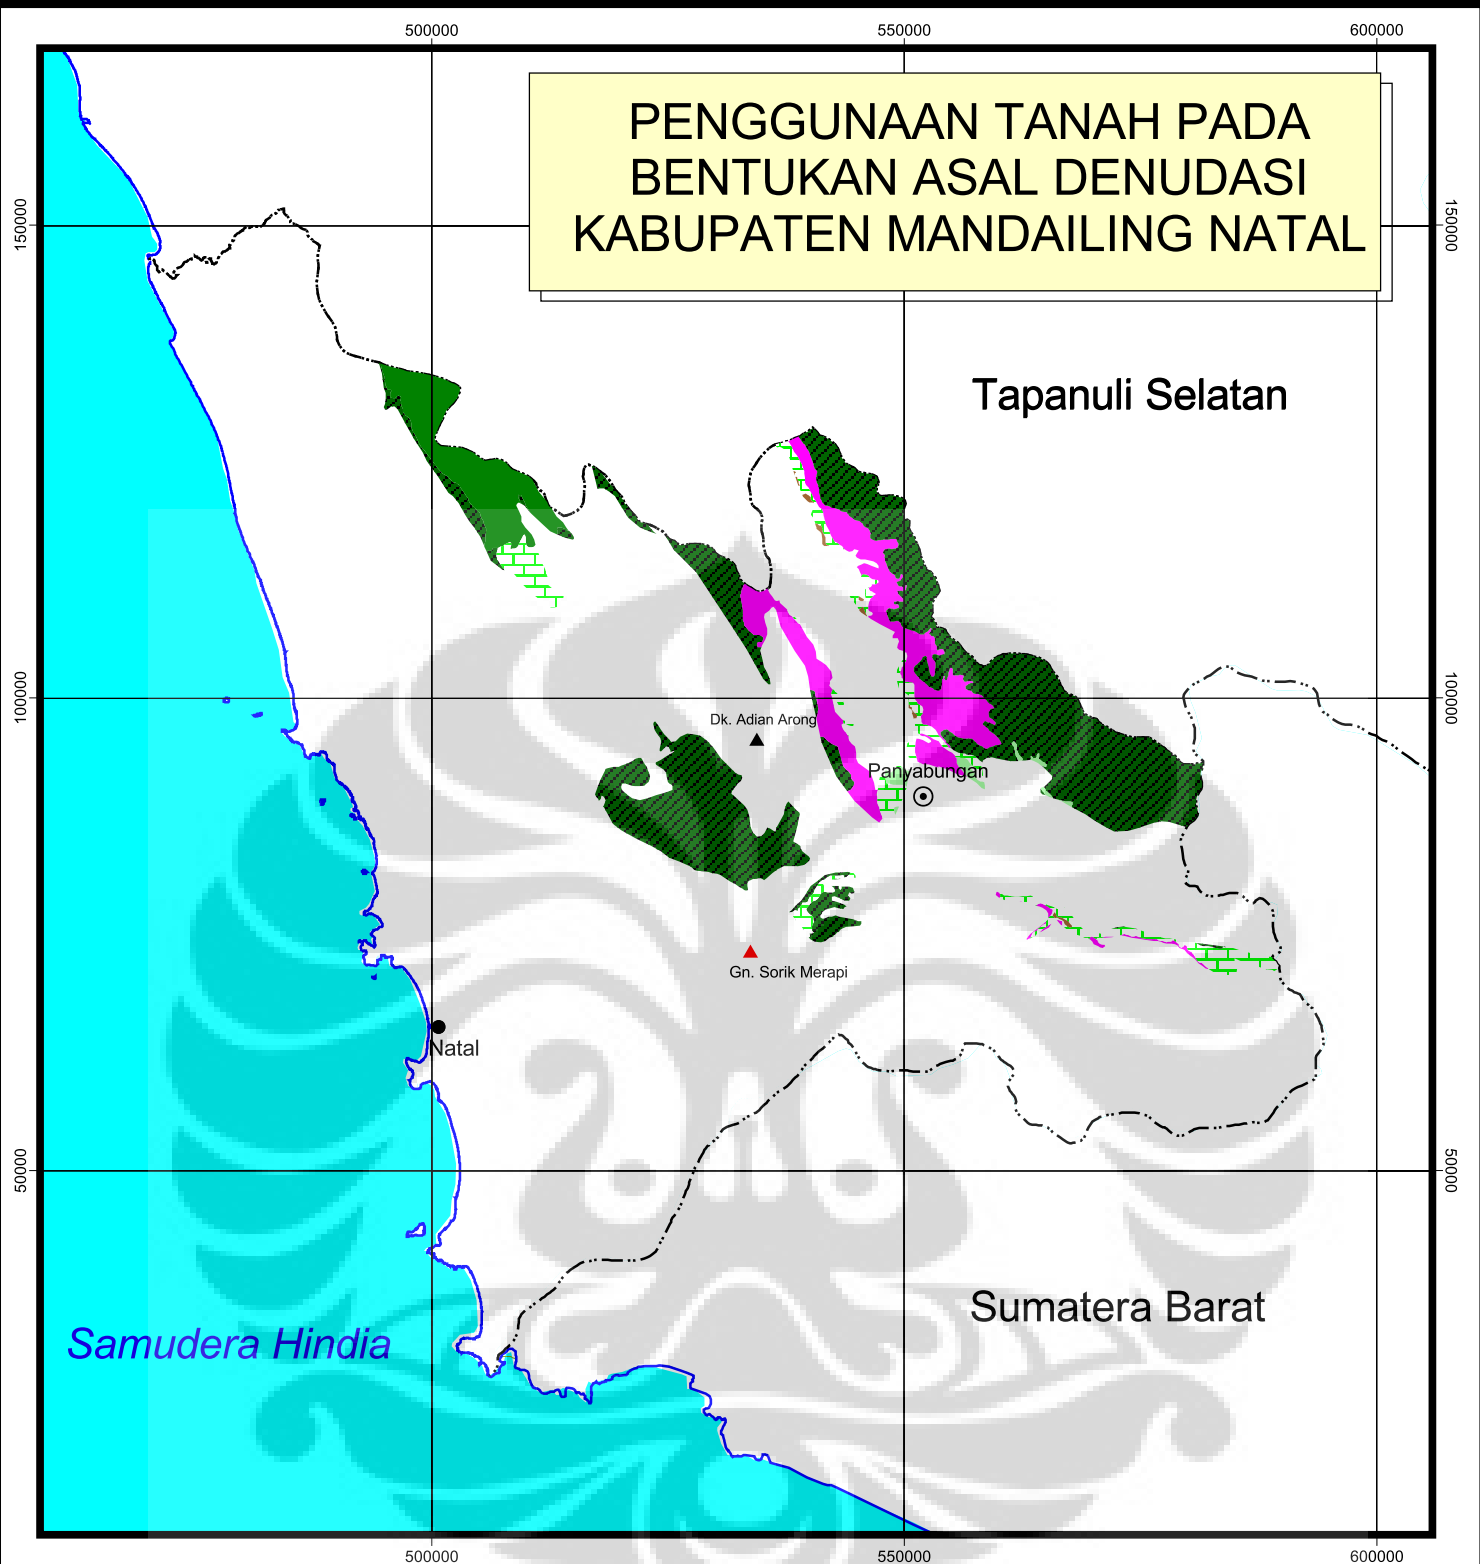 500000
550000
600000
PENGGUNAAN TANAH PADA
BENTUKAN ASAL DENUDASI
KABUPATEN MANDAILING NATAL
150000
150000
Tapanuli Selatan
100000
100000
Dk. Adian Arong
Panyabungan
Gn. Sorik Merapi
Natal
50000
50000
Sumatera Barat
Samudera Hindia
500000
550000
600000